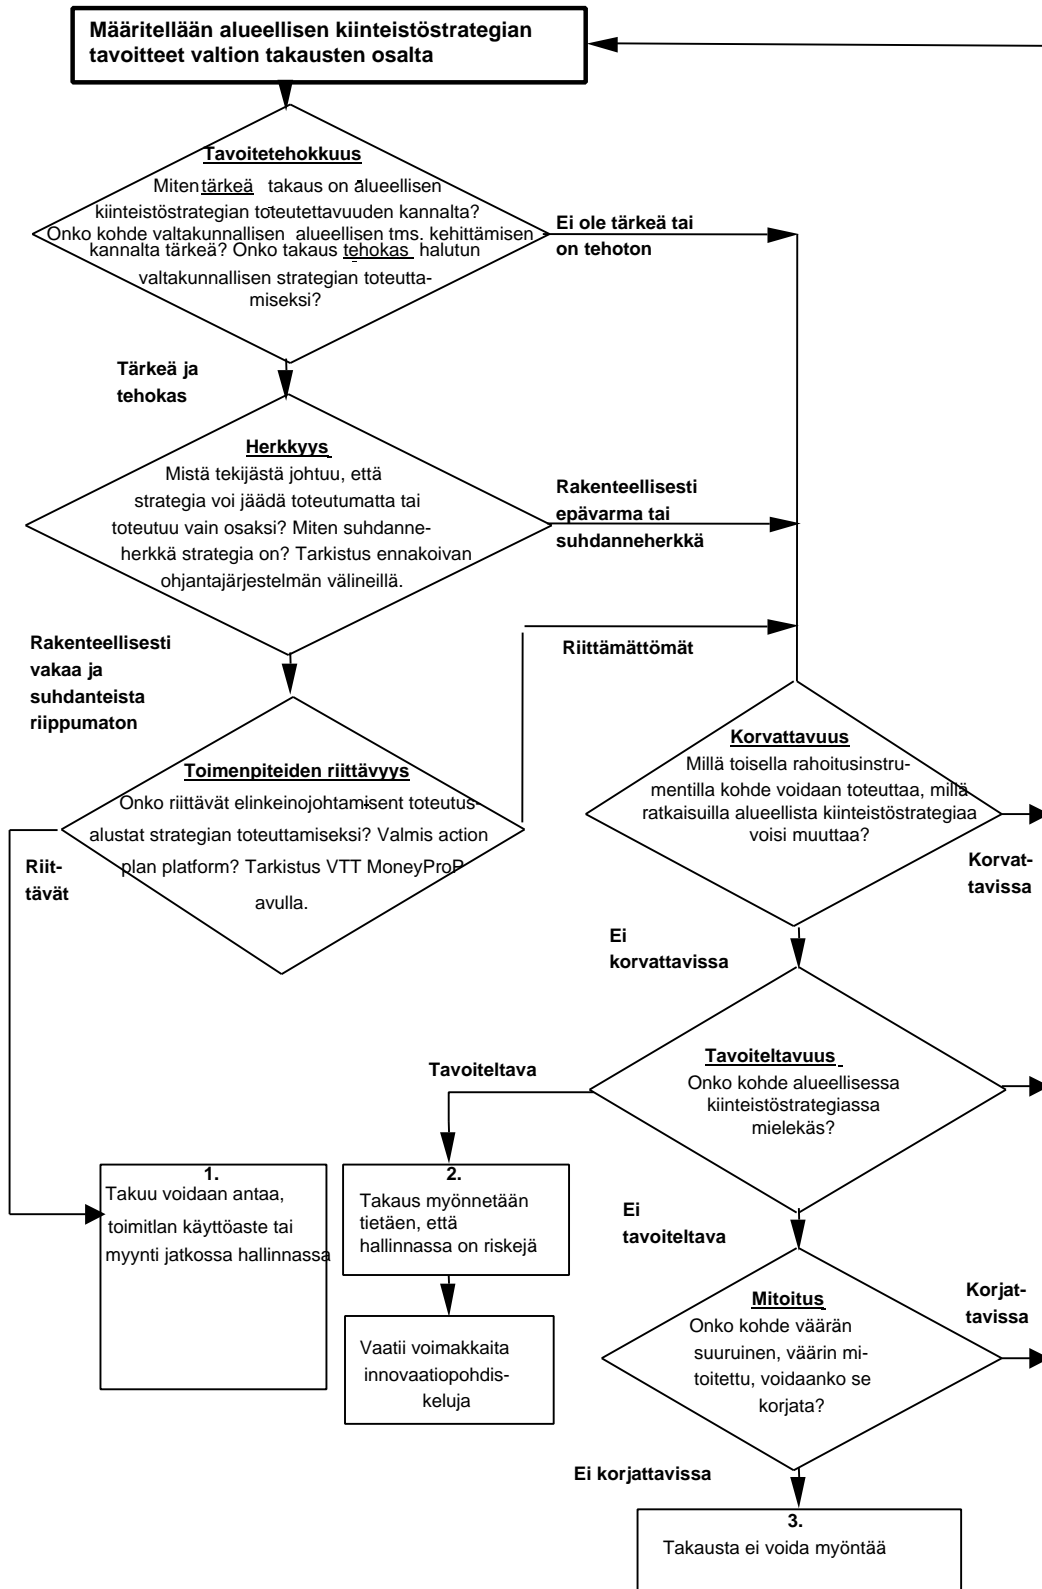 Määritellään alueellisen kiinteistöstrategian
tavoitteet valtion takausten osalta
Tavoitetehokkuus
Miten tärkeä takaus on alueellisen
kiinteistöstrategian toteutettavuuden kannalta?
Onko kohde valtakunnallisen alueellisen tms. kehittämisen
kannalta tärkeä? Onko takaus tehokas halutun
valtakunnallisen strategian toteutta-
miseksi?
Ei ole tärkeä tai
on tehoton
Tärkeä ja
tehokas
Herkkyys
Mistä tekijästä johtuu, että
strategia voi jäädä toteutumatta tai
toteutuu vain osaksi? Miten suhdanne-
herkkä strategia on? Tarkistus ennakoivan
ohjantajärjestelmän välineillä.
Rakenteellisesti
epävarma tai
suhdanneherkkä
Rakenteellisesti
vakaa ja
suhdanteista
riippumaton
Riittämättömät
Toimenpiteiden riittävyys
Onko riittävät elinkeinojohtamisent toteutus-
alustat strategian toteuttamiseksi? Valmis action
plan platform? Tarkistus VTT MoneyProP
avulla.
Riit-
tävät
Korvattavuus
Millä toisella rahoitusinstru-
mentilla kohde voidaan toteuttaa, millä
ratkaisuilla alueellista kiinteistöstrategiaa
voisi muuttaa?
Korvat-
tavissa
Ei
korvattavissa
Tavoiteltavuus
Onko kohde alueellisessa
kiinteistöstrategiassa
mielekäs?
Tavoiteltava
Ei
tavoiteltava
1.
Takuu voidaan antaa,
toimitlan käyttöaste tai
myynti jatkossa hallinnassa
2.
Takaus myönnetään
tietäen, että
hallinnassa on riskejä
Vaatii voimakkaita
innovaatiopohdis-
keluja
Mitoitus
Onko kohde väärän
suuruinen, väärin mi-
toitettu, voidaanko se
korjata?
Korjat-
tavissa
Ei korjattavissa
3.
Takausta ei voida myöntää